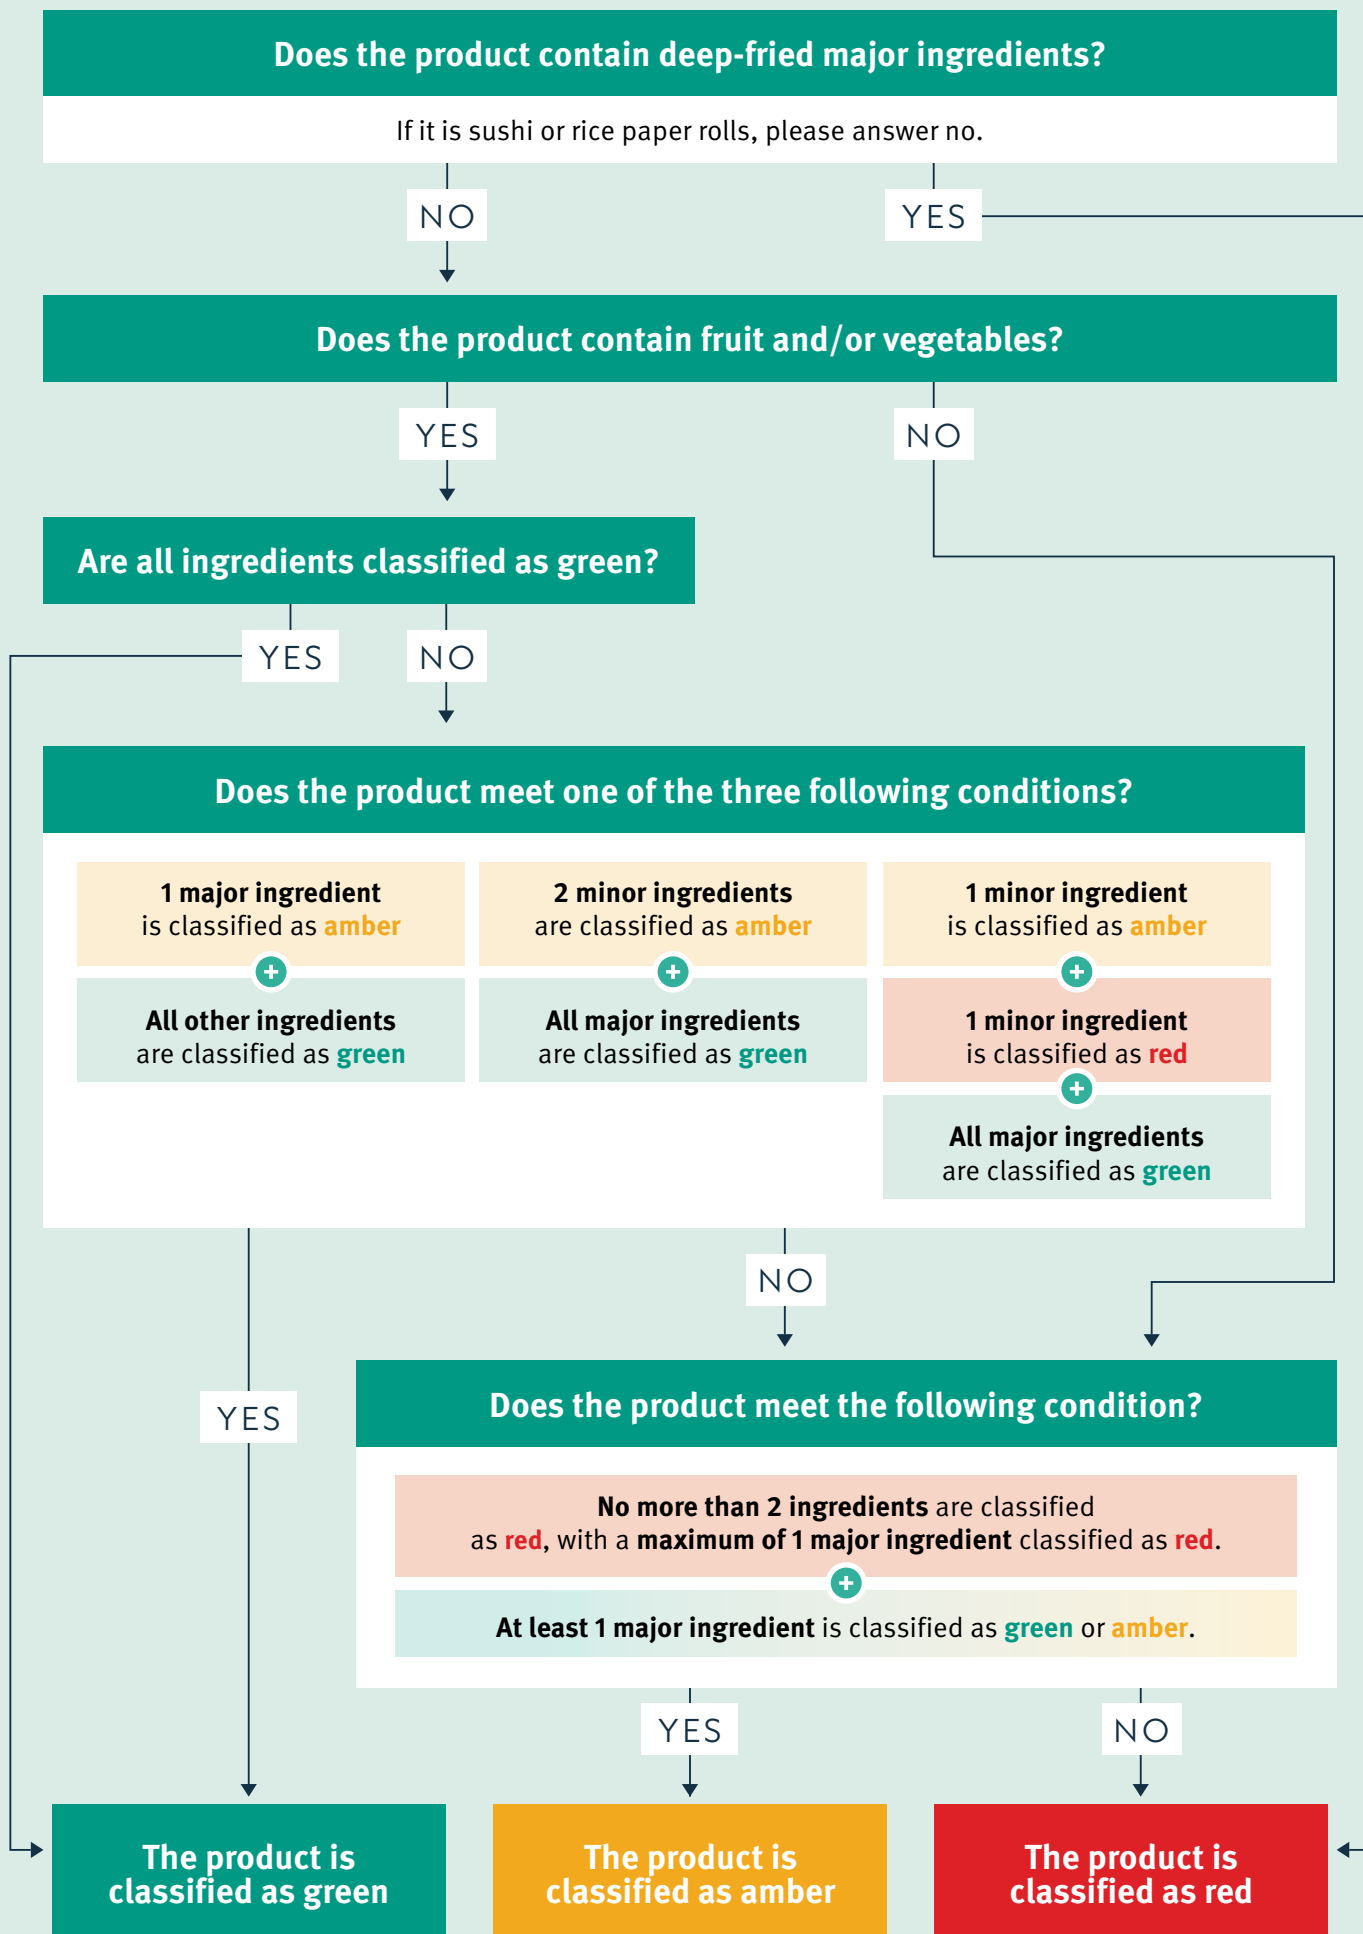 Does the product contain deep-fried major ingredients?
If it is sushi or rice paper rolls, please answer no.
NO
YES
Does the product contain fruit and/or vegetables?
YES
NO
Are all ingredients classified as green?
YES
NO
Does the product meet one of the three following conditions?
1 major ingredient
is classified as amber
+
All other ingredients
are classified as green
2 minor ingredients
are classified as amber
+
All major ingredients
are classified as green
1 minor ingredient
is classified as amber
+
1 minor ingredient
is classified as red
+
All major ingredients
are classified as green
NO
YES
Does the product meet the following condition?
No more than 2 ingredients are classified
as red, with a maximum of 1 major ingredient classified as red.
+
At least 1 major ingredient is classified as green or amber.
YES
NO
The product is
classified as green
The product is
classified as amber
The product is
classified as red